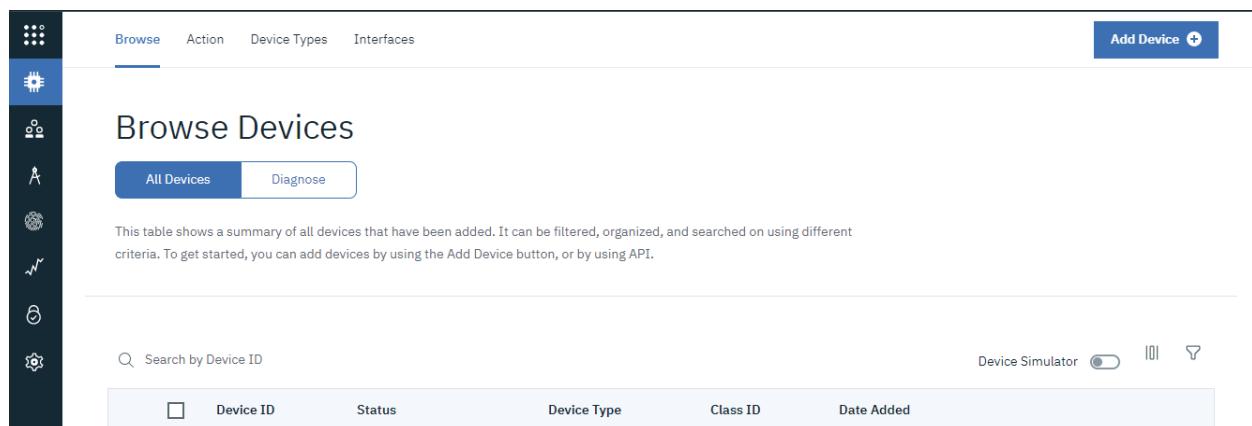 Browse Action Device Types Interfaces Add Device
Browse Devices
All Devices Diagnose
This table shows a summary of all devices that have been added. It can be filtered, organized, and searched on using different
criteria. To get started, you can add devices by using the Add Device button, or by using API.
Search by Device ID Device Simulator
Device ID Status Device Type Class ID Date Added